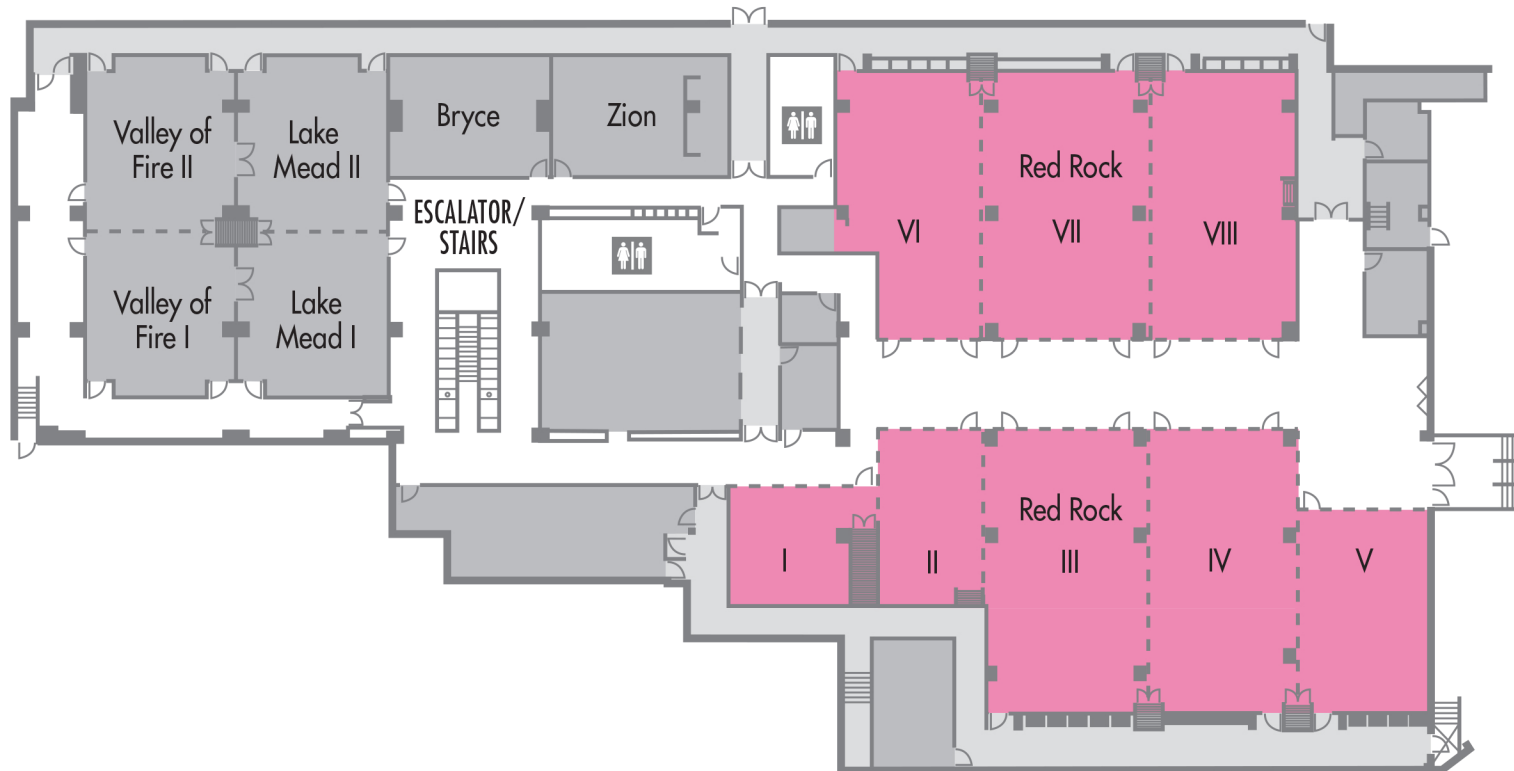 Valley of
Fire II
Lake
Mead II
Bryce
Zion
ESCALATOR/
STAIRS
Valley of
Fire I
Lake
Mead I
Red Rock
VI
VII
VIII
Red Rock
I
II
III
IV
V